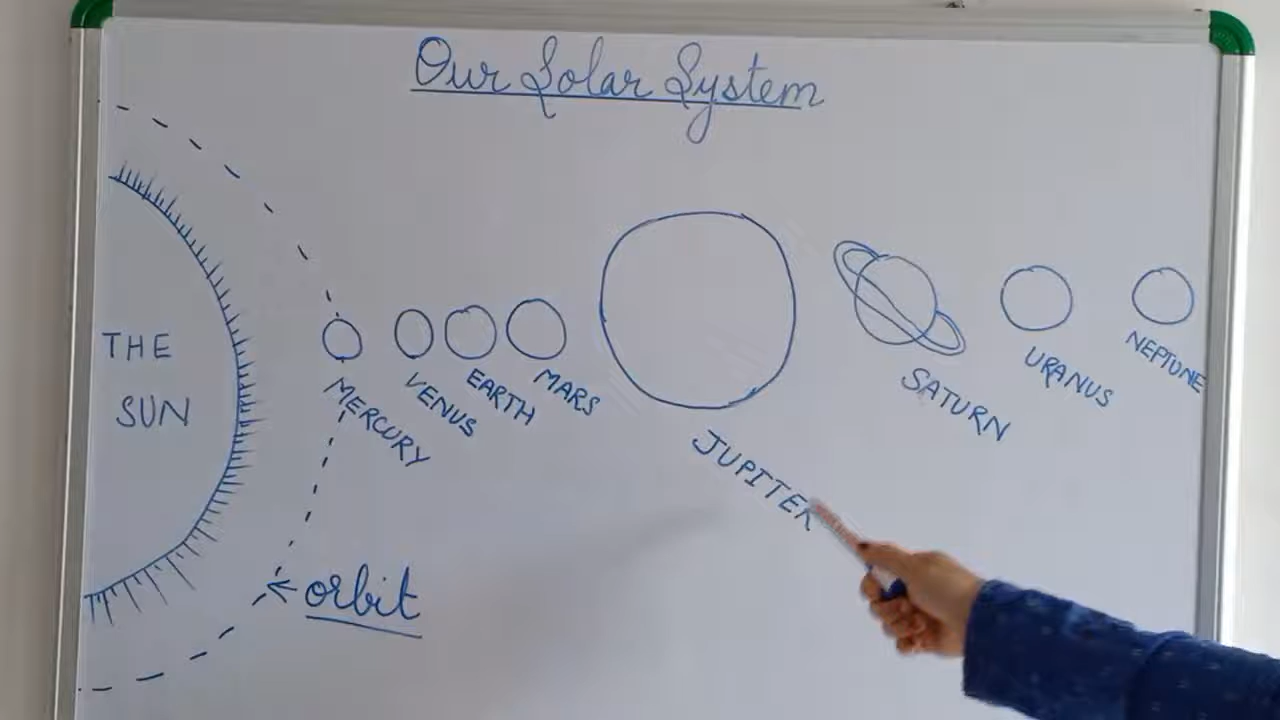 Our Solar System
THE
SUN
MERCURY
VENUS
EARTH
MARS
JUPITER
SATURN
URANUS
NEPTUNE
orbit